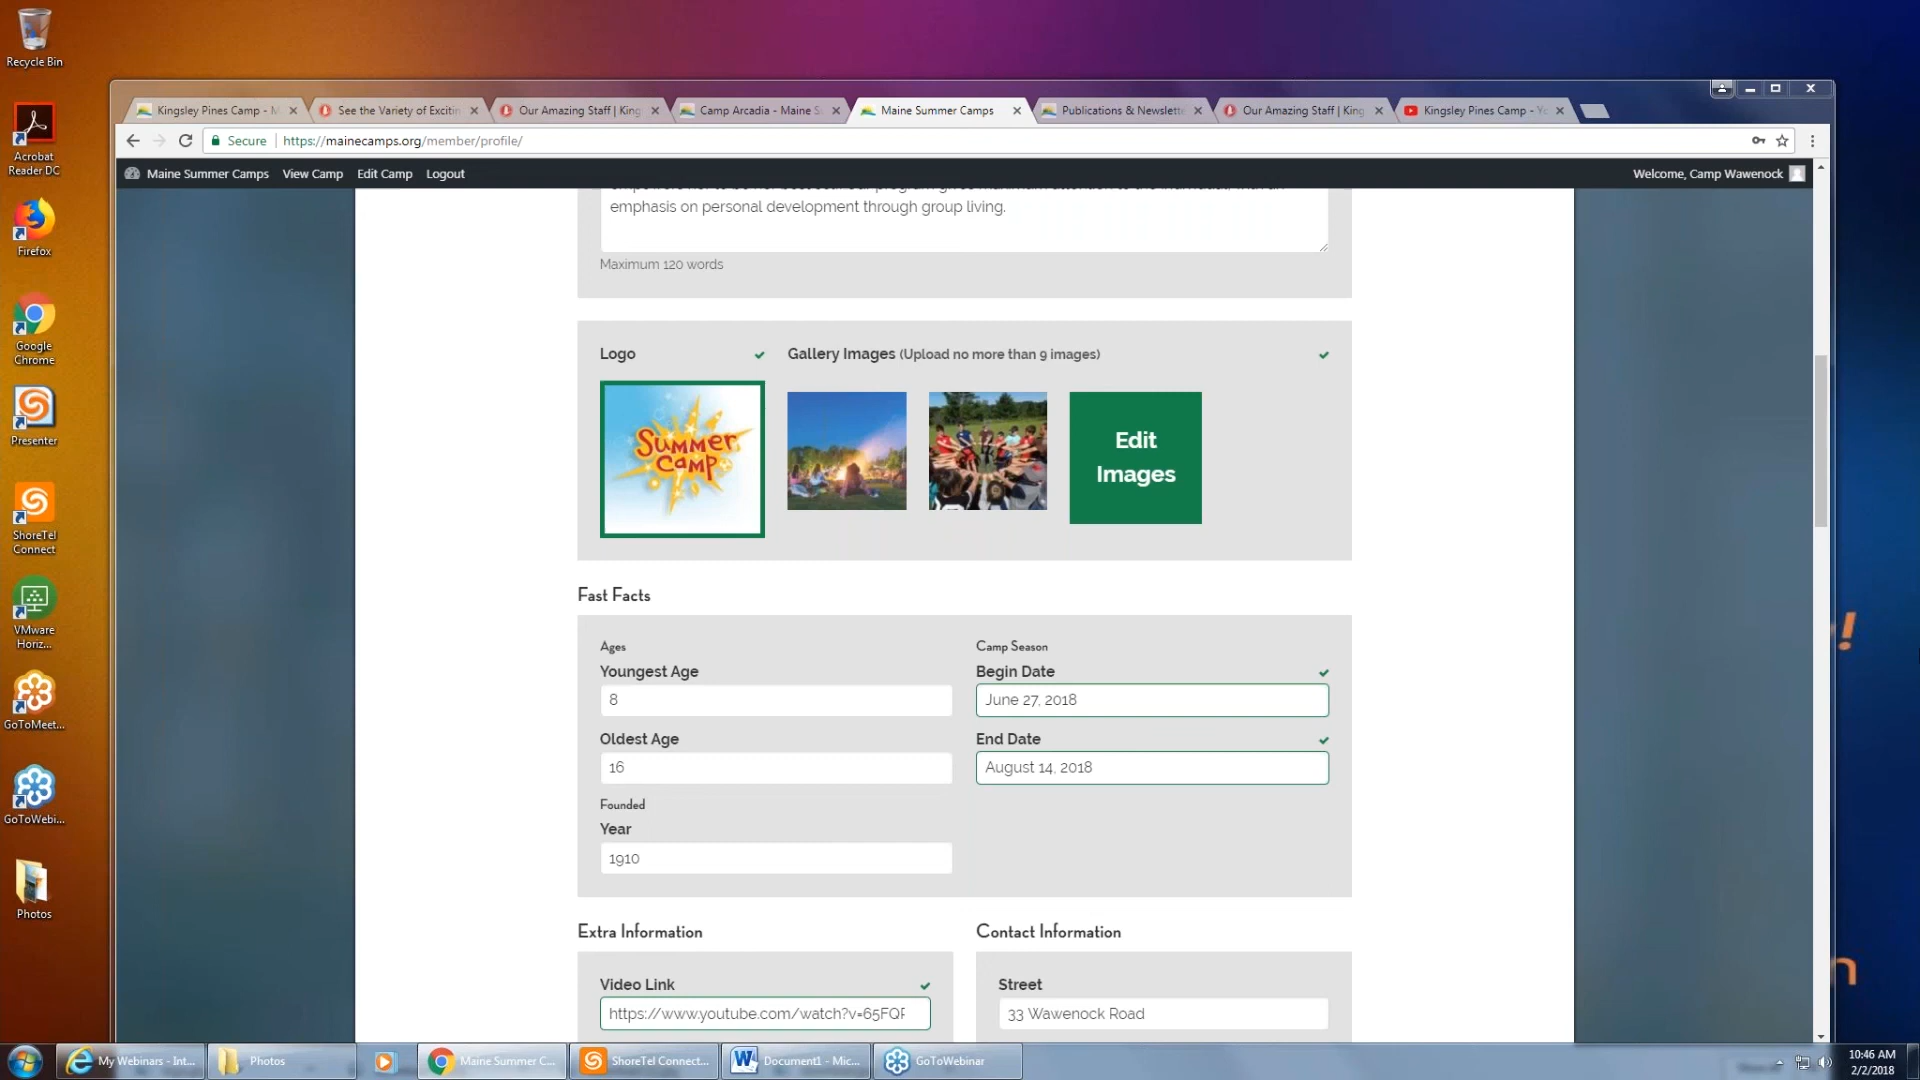 Recycle Bin
Acrobat
Reader DC
Firefox
Google
Chrome
Presenter
ShoreTel
Connect
VMware
Horiz...
GoToMeet...
GoToWebi...
Photos
Kingsley Pines Camp - M
See the Variety of Excitin
Our Amazing Staff | King
Camp Arcadia - Maine S
Maine Summer Camps
Publications & Newslette
Our Amazing Staff | King
Kingsley Pines Camp - Yo
Secure
https://mainecamps.org/member/profile/
Maine Summer Camps
View Camp
Edit Camp
Logout
Welcome, Camp Wawenock
emphasis on personal development through group living.
Maximum 120 words
Logo
Gallery Images (Upload no more than 9 images)
SUMMER
CAMP
Edit
Images
Fast Facts
Ages
Youngest Age
8
Oldest Age
16
Founded
Year
1910
Camp Season
Begin Date
June 27, 2018
End Date
August 14, 2018
Extra Information
Video Link
https://www.youtube.com/watch?v=65FQF
Contact Information
Street
33 Wawenock Road
My Webinars - Int...
Photos
Maine Summer C...
ShoreTel Connect...
Document1 - Mic...
GoToWebinar
10:46 AM
2/2/2018